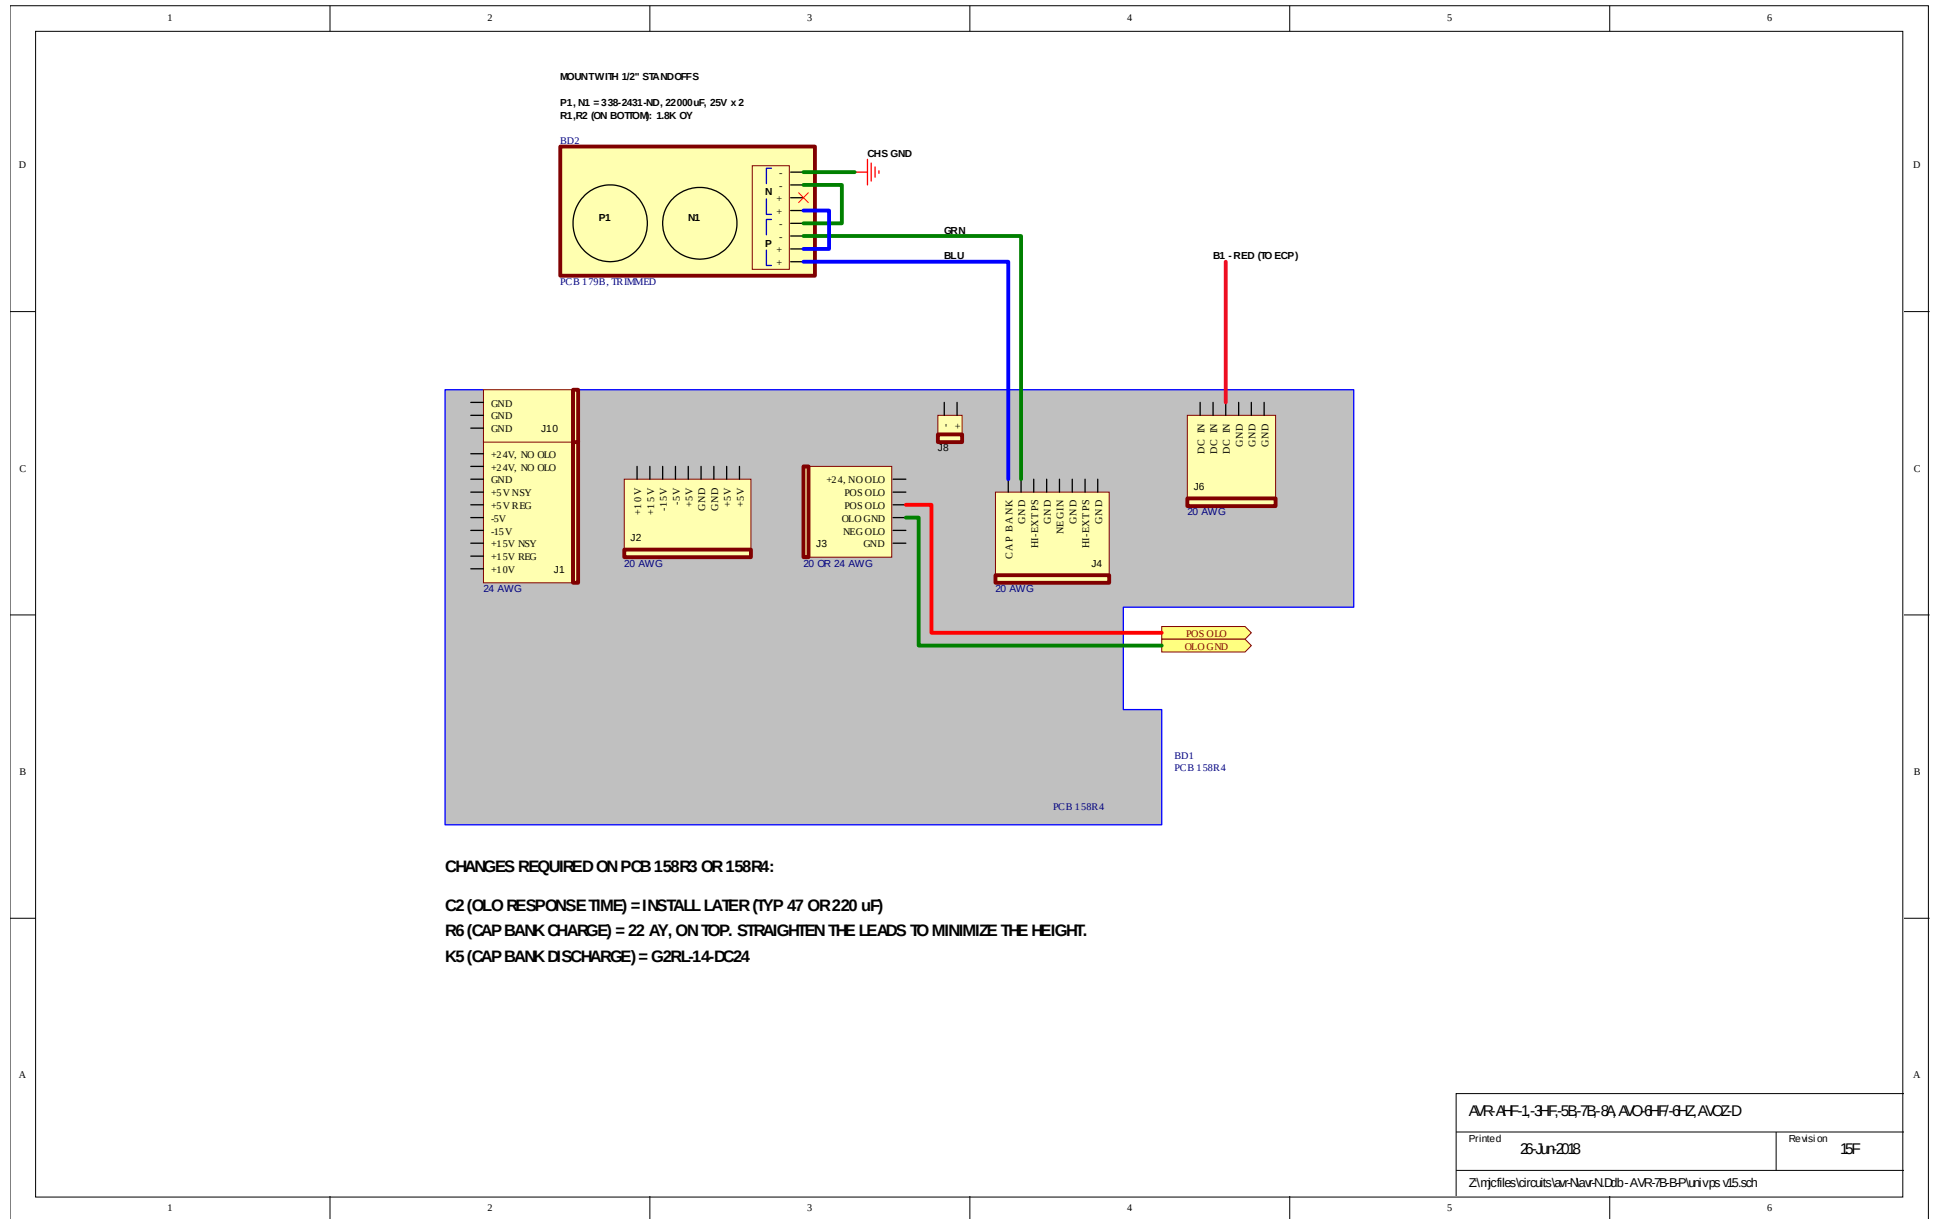 1 2 3 4 5 6
MOUNT WITH 1/2" STANDOFFS
P1, N1 = 338-2431-ND, 22000uF, 25V x 2
R1,R2 (ON BOTTOM): 1.8K OY
BD2
P1
N1
N
P
-
-
+
+
-
-
+
+
PCB 179B, TRIMMED
CHS GND
GRN
BLU
B1 - RED (TO ECP)
D
D
C
C
B
B
A
A
GND
GND
GND
J10
+24V, NO OLO
+24V, NO OLO
GND
+5V NSY
+5V REG
-5V
-15V
+15V NSY
+15V REG
+10V
J1
24 AWG
+10V
+15V
-15V
-5V
+5V
GND
GND
+5V
+5V
J2
20 AWG
+24, NO OLO
POS OLO
POS OLO
OLO GND
NEG OLO
GND
J3
20 OR 24 AWG
- +
J8
CAP BANK
GND
HI-EXT PS
GND
NEG IN
GND
HI-EXT PS
GND
J4
20 AWG
DC IN
DC IN
DC IN
GND
GND
GND
J6
20 AWG
POS OLO
OLO GND
BD1
PCB 158R4
PCB 158R4
CHANGES REQUIRED ON PCB 158R3 OR 158R4:
C2 (OLO RESPONSE TIME) = INSTALL LATER (TYP 47 OR 220 uF)
R6 (CAP BANK CHARGE) = 22 AY, ON TOP. STRAIGHTEN THE LEADS TO MINIMIZE THE HEIGHT.
K5 (CAP BANK DISCHARGE) = G2RL-14-DC24
AVR-AHF-1,-3HF,-5B,-7B,-8A, AVO-6HF/-6HZ, AVOZ-D
Printed 26-Jun-2018
Revision 15F
Z:\mjcfiles\circuits\avr-N\avr-N.Ddb - AVR-7B-B-P\univps v15.sch
1 2 3 4 5 6